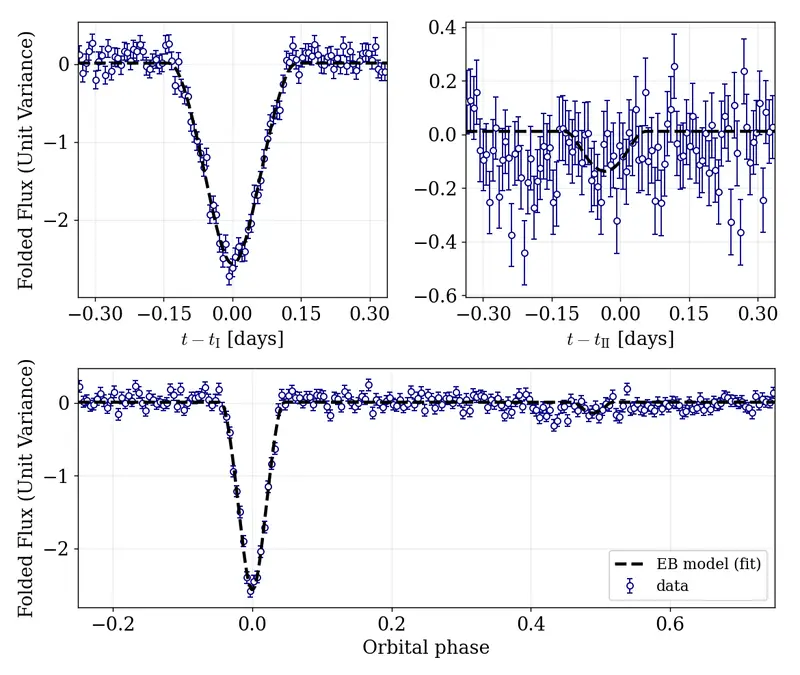 Folded Flux (Unit Variance)
0
−1
−2
−0.30 −0.15 0.00 0.15 0.30
t − tI [days]
0.4
0.2
0.0
−0.2
−0.4
−0.6
−0.30 −0.15 0.00 0.15 0.30
t − tII [days]
Folded Flux (Unit Variance)
0
−1
−2
−0.2 0.0 0.2 0.4 0.6
Orbital phase
EB model (fit)
data